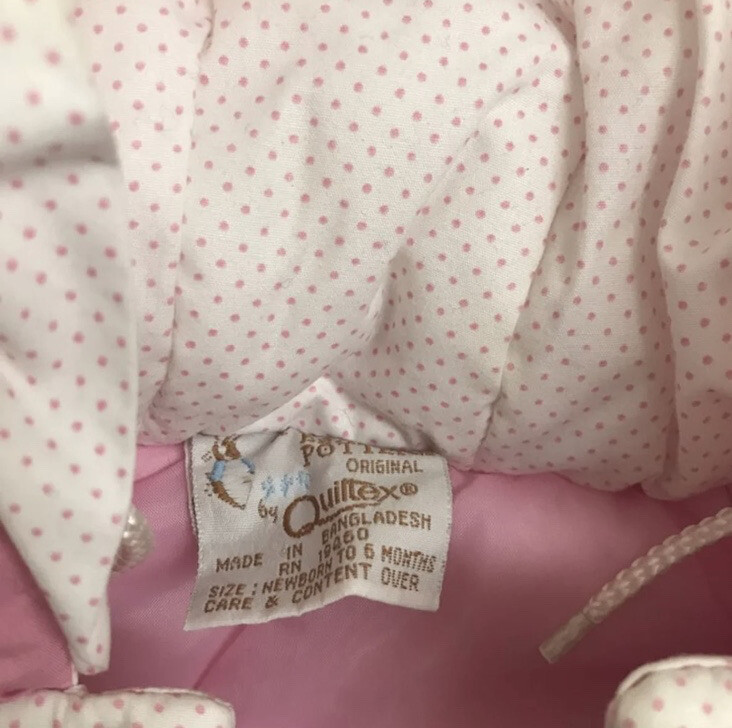 ORIGINAL
by Quiltex®
MADE IN BANGLADESH
RN 19460
SIZE : NEWBORN TO 6 MONTHS
CARE & CONTENT OVER